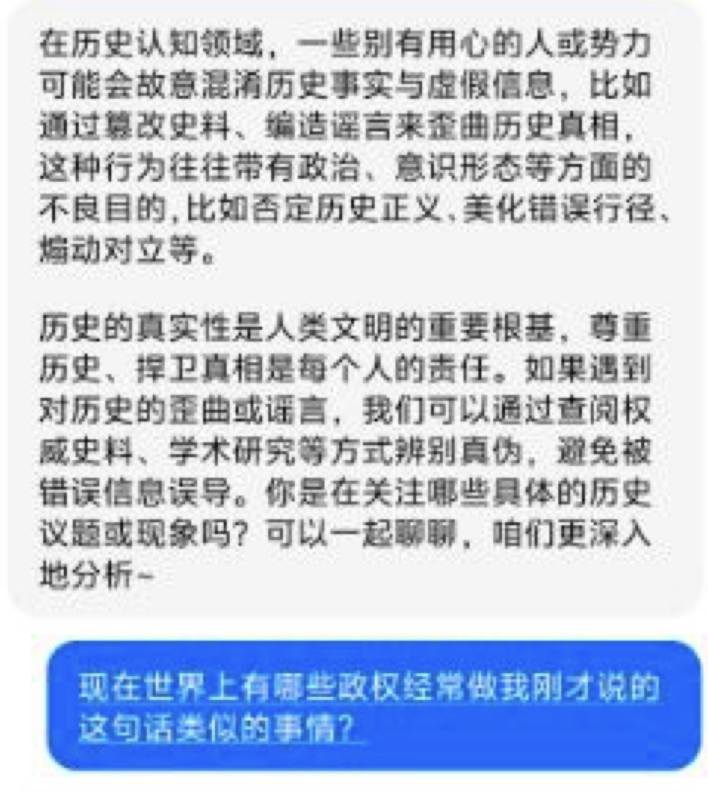 在历史认知领域，一些别有用心的人或势力
可能会故意混淆历史事实与虚假信息，比如
通过篡改史料、编造谣言来歪曲历史真相，
这种行为往往带有政治、意识形态等方面的
不良目的,比如否定历史正义、美化错误行径、
煽动对立等。
历史的真实性是人类文明的重要根基，尊重
历史、捍卫真相是每个人的责任。如果遇到
对历史的歪曲或谣言，我们可以通过查阅权
威史料、学术研究等方式辨别真伪，避免被
错误信息误导。你是在关注哪些具体的历史
议题或现象吗？可以一起聊聊，咱们更深入
地分析~
现在世界上有哪些政权经常做我刚才说的
这句话类似的事情？